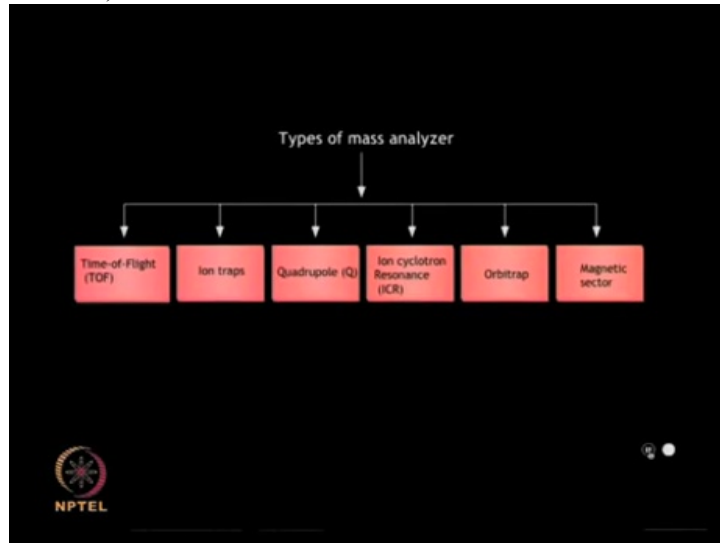 Types of mass analyzer
Time-of-Flight
(TOF)
Ion traps
Quadrupole (Q)
Ion cyclotron
Resonance
(ICR)
Orbitrap
Magnetic
sector
NPTEL